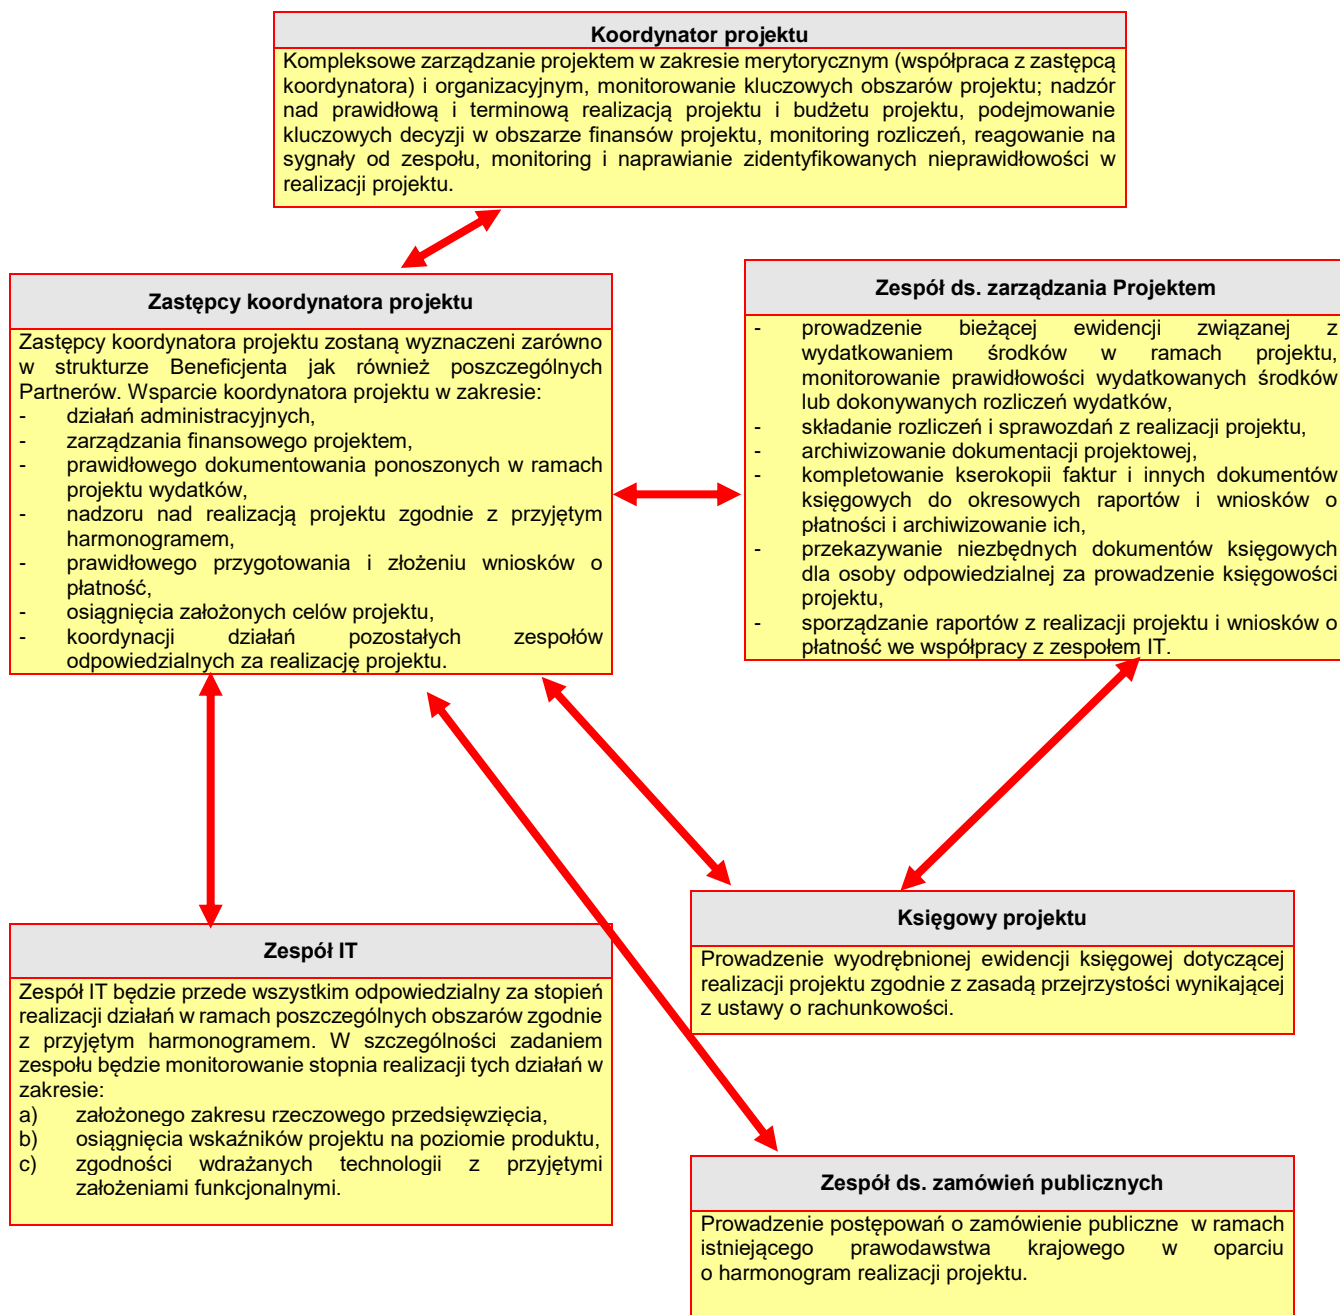 Koordynator projektu
Kompleksowe zarządzanie projektem w zakresie merytorycznym (współpraca z zastępcą
koordynatora) i organizacyjnym, monitorowanie kluczowych obszarów projektu; nadzór
nad prawidłową i terminową realizacją projektu i budżetu projektu, podejmowanie
kluczowych decyzji w obszarze finansów projektu, monitoring rozliczeń, reagowanie na
sygnały od zespołu, monitoring i naprawianie zidentyfikowanych nieprawidłowości w
realizacji projektu.
Zastępcy koordynatora projektu
Zastępcy koordynatora projektu zostaną wyznaczeni zarówno
w strukturze Beneficjenta jak również poszczególnych
Partnerów. Wsparcie koordynatora projektu w zakresie:
- działań administracyjnych,
- zarządzania finansowego projektem,
- prawidłowego dokumentowania ponoszonych w ramach
projektu wydatków,
- nadzoru nad realizacją projektu zgodnie z przyjętym
harmonogramem,
- prawidłowego przygotowania i złożeniu wniosków o
płatność,
- osiągnięcia założonych celów projektu,
- koordynacji działań pozostałych zespołów
odpowiedzialnych za realizację projektu.
Zespół ds. zarządzania Projektem
- prowadzenie bieżącej ewidencji związanej z
wydatkowaniem środków w ramach projektu,
monitorowanie prawidłowości wydatkowanych środków
lub dokonywanych rozliczeń wydatków,
- składanie rozliczeń i sprawozdań z realizacji projektu,
- archiwizowanie dokumentacji projektowej,
- kompletowanie kserokopii faktur i innych dokumentów
księgowych do okresowych raportów i wniosków o
płatności i archiwizowanie ich,
- przekazywanie niezbędnych dokumentów księgowych
dla osoby odpowiedzialnej za prowadzenie księgowości
projektu,
- sporządzanie raportów z realizacji projektu i wniosków o
płatność we współpracy z zespołem IT.
Zespół IT
Zespół IT będzie przede wszystkim odpowiedzialny za stopień
realizacji działań w ramach poszczególnych obszarów zgodnie
z przyjętym harmonogramem. W szczególności zadaniem
zespołu będzie monitorowanie stopnia realizacji tych działań w
zakresie:
a) założonego zakresu rzeczowego przedsięwzięcia,
b) osiągnięcia wskaźników projektu na poziomie produktu,
c) zgodności wdrażanych technologii z przyjętymi
założeniami funkcjonalnymi.
Księgowy projektu
Prowadzenie wyodrębnionej ewidencji księgowej dotyczącej
realizacji projektu zgodnie z zasadą przejrzystości wynikającej
z ustawy o rachunkowości.
Zespół ds. zamówień publicznych
Prowadzenie postępowań o zamówienie publiczne w ramach
istniejącego prawodawstwa krajowego w oparciu
o harmonogram realizacji projektu.